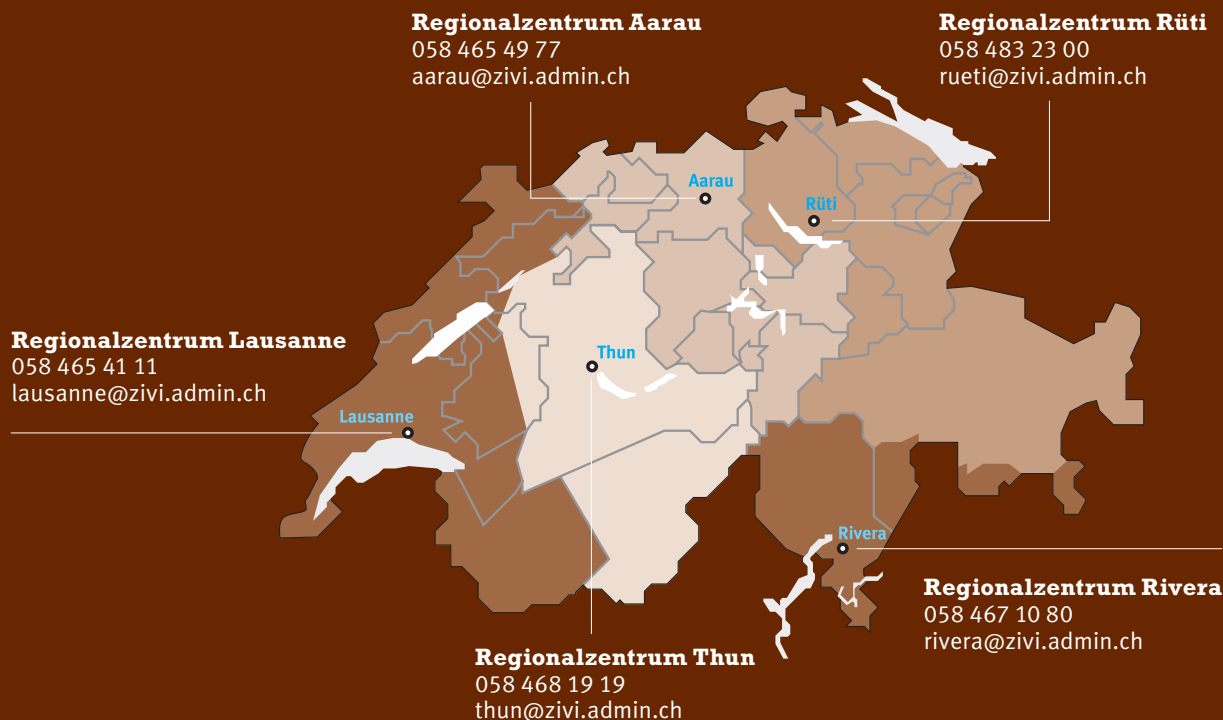 Regionalzentrum Aarau
058 465 49 77
aarau@zivi.admin.ch
Regionalzentrum Rüti
058 483 23 00
rueti@zivi.admin.ch
Aarau
Rüti
Regionalzentrum Lausanne
058 465 41 11
lausanne@zivi.admin.ch
Thun
Lausanne
Rivera
Regionalzentrum Rivera
058 467 10 80
rivera@zivi.admin.ch
Regionalzentrum Thun
058 468 19 19
thun@zivi.admin.ch